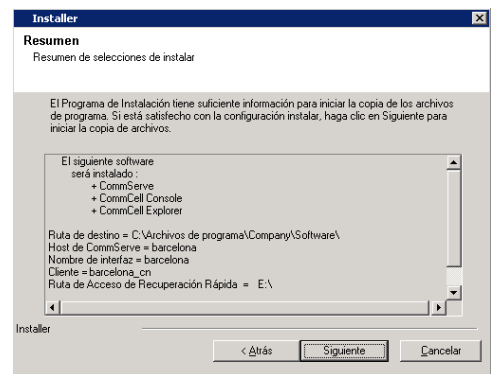 Installer
Resumen
Resumen de selecciones de instalar
El Programa de Instalación tiene suficiente información para iniciar la copia de los archivos
de programa. Si está satisfecho con la configuración instalar, haga clic en Siguiente para
iniciar la copia de archivos.
El siguiente software
será instalado :
+ CommServe
+ CommCell Console
+ CommCell Explorer
Ruta de destino = C:\Archivos de programa\Company\Software\
Host de CommServe = barcelona
Nombre de interfaz = barcelona
Cliente = barcelona_cn
Ruta de Acceso de Recuperación Rápida = E:\
Installer
< Atrás
Siguiente
Cancelar